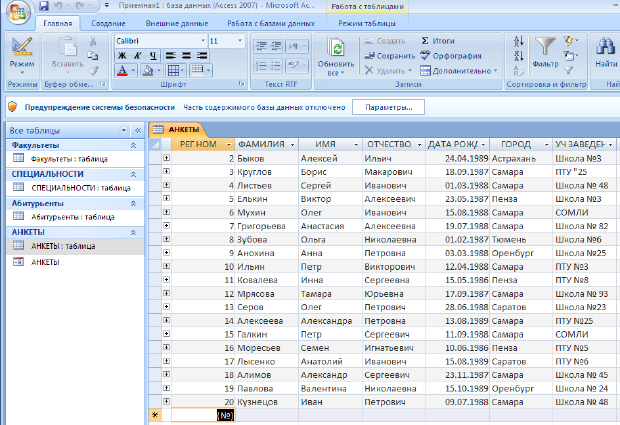 Приемная1 : база данных (Access 2007) - Microsoft Ac...
Работа с таблицами
Главная Создание Внешние данные Работа с базами данных Режим таблицы
Режим
Вставить
Calibri 11
Ж К Ч
Обновить все
Создать
Сохранить
Удалить
Σ Итоги
Орфография
Дополнительно
Фильтр
Найти
Режимы Буфер обме... Шрифт Текст RTF Записи Сортировка и фильтр Най
Предупреждение системы безопасности Часть содержимого базы данных отключено Параметры...
Все таблицы
Факультеты
Факультеты : таблица
СПЕЦИАЛЬНОСТИ
СПЕЦИАЛЬНОСТИ : таблица
Абитурьенты
Абитурьенты : таблица
АНКЕТЫ
АНКЕТЫ : таблица
АНКЕТЫ
АНКЕТЫ
РЕГ НОМ ФАМИЛИЯ ИМЯ ОТЧЕСТВО ДАТА РОЖД ГОРОД УЧ ЗАВЕДЕН
2 Быков Алексей Ильич 24.04.1989 Астрахань Школа №3
3 Круглов Борис Макарович 18.09.1987 Самара ПТУ "25
4 Листьев Сергей Иванович 01.03.1988 Самара Школа № 48
5 Елькин Виктор Алексеевич 23.05.1987 Пенза Школа №3
6 Мухин Олег Иванович 15.08.1988 Самара СОМЛИ
7 Григорьева Анастасия Алексеевна 19.07.1988 Самара Школа № 82
8 Зубова Ольга Николаевна 01.02.1987 Тюмень Школа №6
9 Анохина Анна Петровна 03.03.1988 Оренбург Школа №25
10 Ильин Петр Викторович 12.04.1988 Самара ПТУ №3
11 Ковалева Инна Сергеевна 15.05.1986 Пенза ПТУ №8
12 Мрясова Тамара Юрьевна 17.09.1987 Самара Школа № 93
13 Серов Олег Петрович 28.06.1988 Саратов Школа №23
14 Алексеева Александра Петровна 13.08.1989 Самара ПТУ №25
15 Галкин Петр Сергеевич 11.09.1988 Самара СОМЛИ
16 Моресьев Семен Игнатьевич 10.06.1986 Пенза ПТУ №5
17 Лысенко Анатолий Иванович 15.08.1989 Саратов ПТУ №6
18 Алимов Александр Сергеевич 23.11.1987 Самара Школа № 45
19 Павлова Валентина Николаевна 15.10.1989 Оренбург Школа № 24
20 Кузнецов Иван Петрович 09.07.1988 Самара Школа № 48
(№)